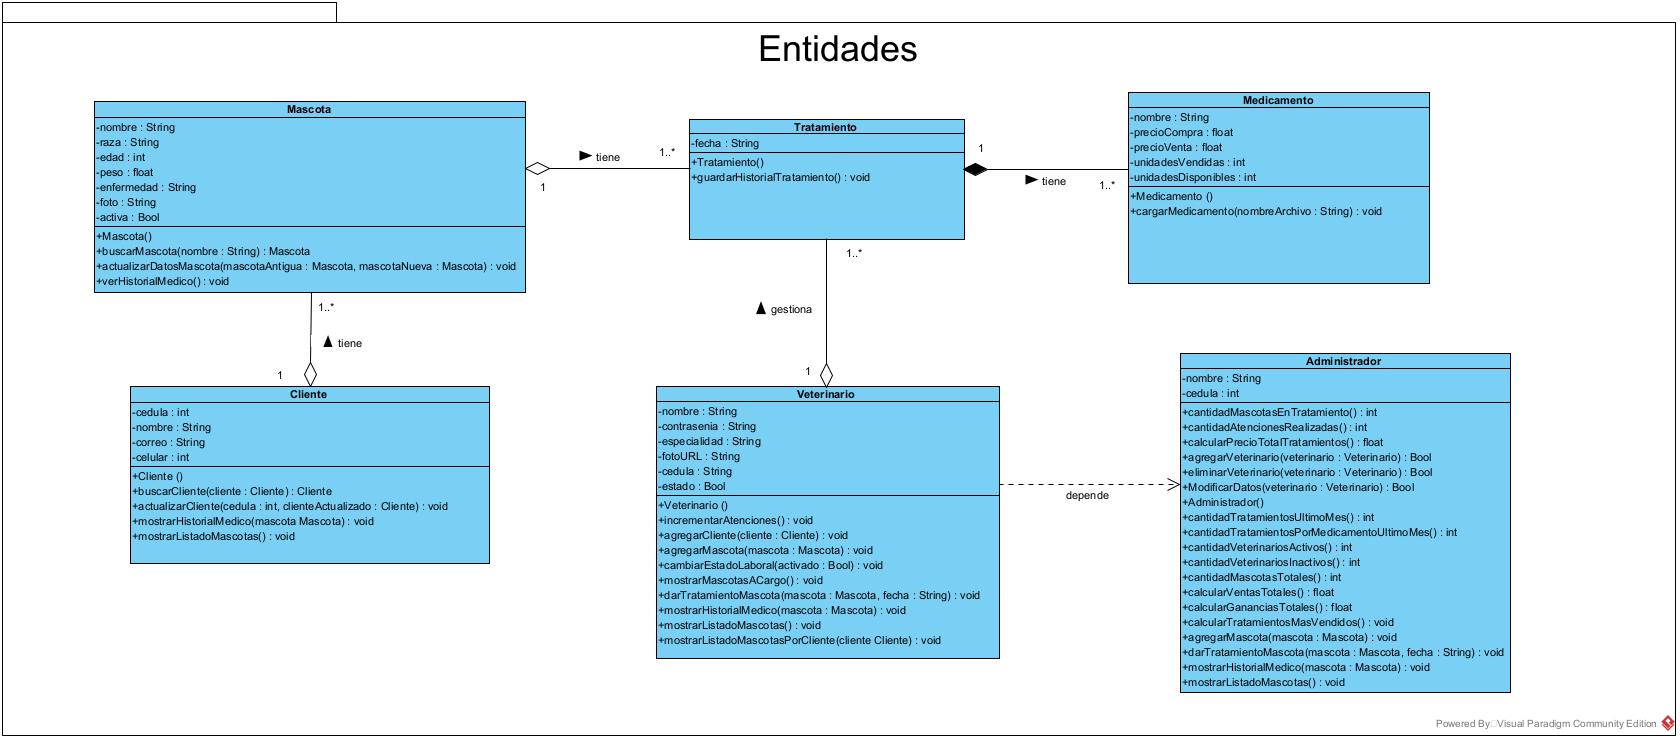 Entidades
Mascota
-nombre : String
-raza : String
-edad : int
-peso : float
-enfermedad : String
-foto : String
-activa : Bool
+Mascota()
+buscarMascota(nombre : String) : Mascota
+actualizarDatosMascota(mascotaAntigua : Mascota, mascotaNueva : Mascota) : void
+verHistorialMedico() : void
tiene
1..*
1
Tratamiento
-fecha : String
+Tratamiento()
+guardarHistorialTratamiento() : void
1
tiene
1..*
Medicamento
-nombre : String
-precioCompra : float
-precioVenta : float
-unidadesVendidas : int
-unidadesDisponibles : int
+Medicamento ()
+cargarMedicamento(nombreArchivo : String) : void
1..*
tiene
1
Cliente
-cedula : int
-nombre : String
-correo : String
-celular : int
+Cliente ()
+buscarCliente(cliente : Cliente) : Cliente
+actualizarCliente(cedula : int, clienteActualizado : Cliente) : void
+mostrarHistorialMedico(mascota Mascota) : void
+mostrarListadoMascotas() : void
1..*
gestiona
1
Veterinario
-nombre : String
-contrasenia : String
-especialidad : String
-fotoURL : String
-cedula : String
-estado : Bool
+Veterinario ()
+incrementarAtenciones() : void
+agregarCliente(cliente : Cliente) : void
+agregarMascota(mascota : Mascota) : void
+cambiarEstadoLaboral(activado : Bool) : void
+mostrarMascotasACargo() : void
+darTratamientoMascota(mascota : Mascota, fecha : String) : void
+mostrarHistorialMedico(mascota : Mascota) : void
+mostrarListadoMascotas() : void
+mostrarListadoMascotasPorCliente(cliente Cliente) : void
depende
Administrador
-nombre : String
-cedula : int
+cantidadMascotasEnTratamiento() : int
+cantidadAtencionesRealizadas() : int
+calcularPrecioTotalTratamientos() : float
+agregarVeterinario(veterinario : Veterinario) : Bool
+eliminarVeterinario(veterinario : Veterinario) : Bool
+ModificarDatos(veterinario : Veterinario) : Bool
+Administrador()
+cantidadTratamientosUltimoMes() : int
+cantidadTratamientosPorMedicamentoUltimoMes() : int
+cantidadVeterinariosActivos() : int
+cantidadVeterinariosInactivos() : int
+cantidadMascotasTotales() : int
+calcularVentasTotales() : float
+calcularGananciasTotales() : float
+calcularTratamientosMasVendidos() : void
+agregarMascota(mascota : Mascota) : void
+darTratamientoMascota(mascota : Mascota, fecha : String) : void
+mostrarHistorialMedico(mascota : Mascota) : void
+mostrarListadoMascotas() : void
Powered By Visual Paradigm Community Edition